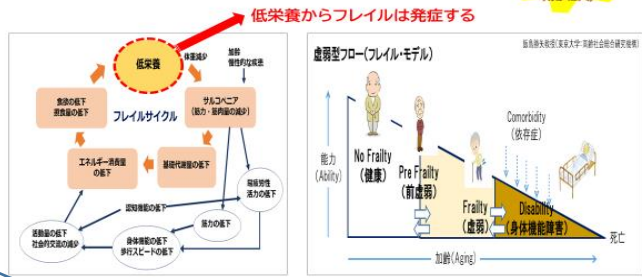 低栄養からフレイルは発症する
低栄養
体重減少
加齢
慢性的な疾患
食欲の低下
摂食量の低下
フレイルサイクル
サルコペニア
(筋力・筋肉量の減少)
エネルギー消費量
の低下
基礎代謝量の低下
易疲労性
活力の低下
認知機能の低下
筋力の低下
活動量の低下
社会的交流の減少
身体機能の低下
歩行スピードの低下
飯島勝矢教授(東京大学:高齢社会総合研究機構)
虚弱型フロー(フレイル・モデル)
能力
(Ability)
No Frailty
(健康)
Pre Frailty
(前虚弱)
Frailty
(虚弱)
Comorbidity
(依存症)
Disability
(身体機能障害)
死亡
加齢(Aging)